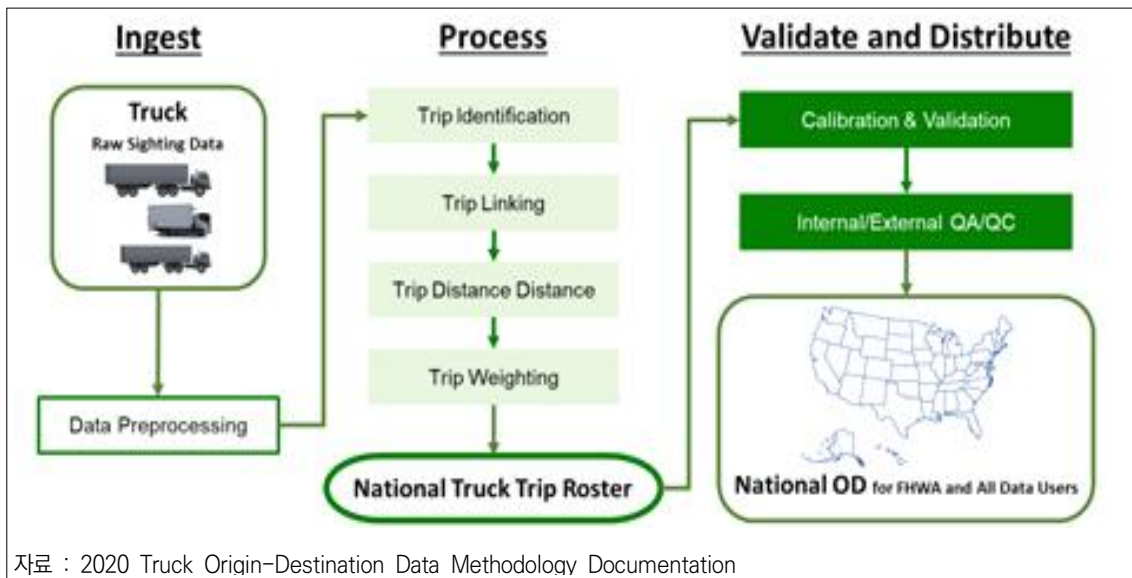 Ingest
Truck
Raw Sighting Data
Data Preprocessing
Process
Trip Identification
Trip Linking
Trip Distance Distance
Trip Weighting
National Truck Trip Roster
Validate and Distribute
Calibration & Validation
Internal/External QA/QC
National OD for FHWA and All Data Users
자료 : 2020 Truck Origin-Destination Data Methodology Documentation